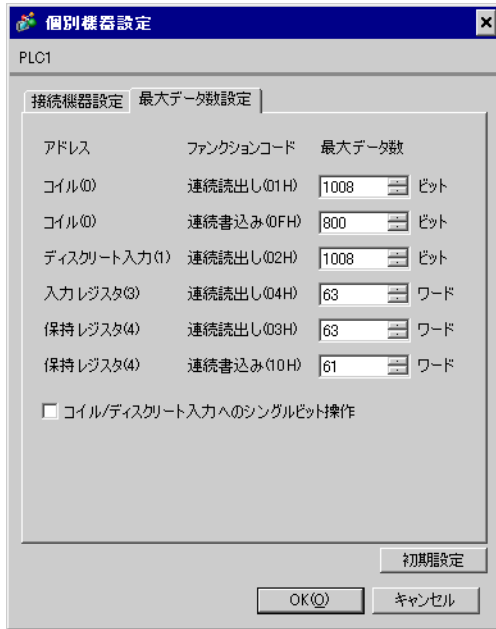 個別機器設定
PLC1
接続機器設定 最大データ数設定
アドレス ファンクションコード 最大データ数
コイル(0) 連続読出し(01H) 1008 ビット
コイル(0) 連続書込み(0FH) 800 ビット
ディスクリート入力(1) 連続読出し(02H) 1008 ビット
入力レジスタ(3) 連続読出し(04H) 63 ワード
保持レジスタ(4) 連続読出し(03H) 63 ワード
保持レジスタ(4) 連続書込み(10H) 61 ワード
コイル/ディスクリート入力へのシングルビット操作
初期設定
OK(O) キャンセル